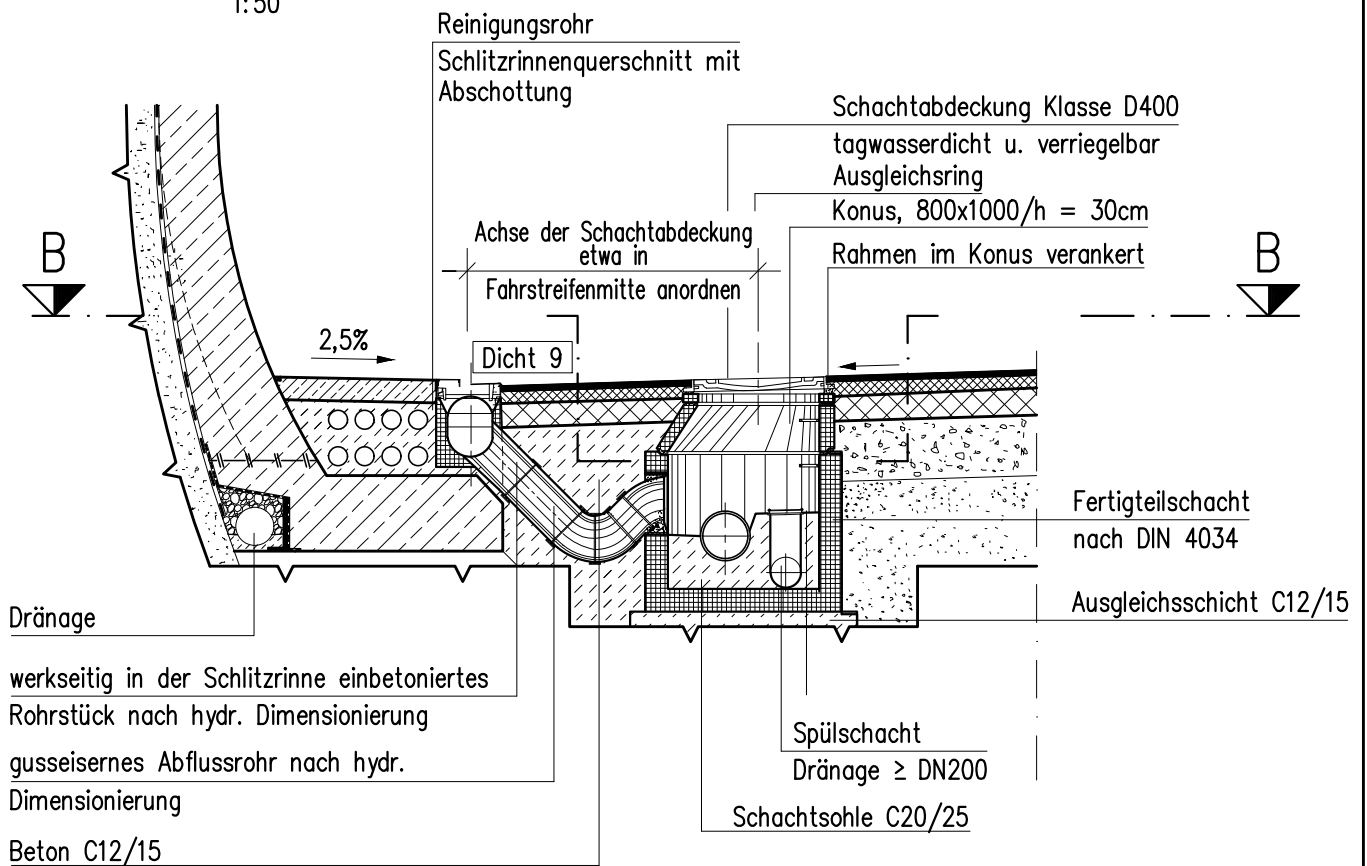 1:50
Reinigungsrohr
Schlitzrinnenquerschnitt mit
Abschottung
Schachtabdeckung Klasse D400
tagwasserdicht u. verriegelbar
Ausgleichsring
Konus, 800x1000/h = 30cm
Rahmen im Konus verankert
Achse der Schachtabdeckung
etwa in
Fahrstreifenmitte anordnen
B
B
2,5%
Dicht 9
Fertigteilschacht
nach DIN 4034
Ausgleichsschicht C12/15
Dränage
werkseitig in der Schlitzrinne einbetoniertes
Rohrstück nach hydr. Dimensionierung
gusseisernes Abflussrohr nach hydr.
Dimensionierung
Beton C12/15
Spülschacht
Dränage ≥ DN200
Schachtsohle C20/25